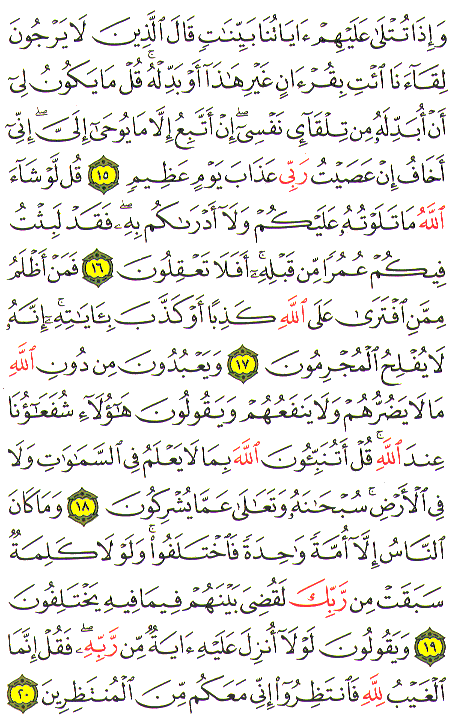 وَإِذَا تُتْلَىٰ عَلَيْهِمْ ءَايَاتُنَا بَيِّنَٰتٍ قَالَ ٱلَّذِينَ لَا يَرْجُونَ
لِقَآءَنَا ٱئْتِ بِقُرْءَانٍ غَيْرِ هَٰذَآ أَوْ بَدِّلْهُ ۚ قُلْ مَا يَكُونُ لِىٓ
أَنْ أُبَدِّلَهُۥ مِن تِلْقَآئِ نَفْسِىٓ ۖ إِنْ أَتَّبِعُ إِلَّا مَا يُوحَىٰٓ إِلَىَّ ۖ إِنِّىٓ
أَخَافُ إِنْ عَصَيْتُ رَبِّى عَذَابَ يَوْمٍ عَظِيمٍ ١٥ قُل لَّوْ شَآءَ
ٱللَّهُ مَا تَلَوْتُهُۥ عَلَيْكُمْ وَلَآ أَدْرَىٰكُم بِهِۦ ۖ فَقَدْ لَبِثْتُ
فِيكُمْ عُمُرًا مِّن قَبْلِهِۦٓ ۚ أَفَلَا تَعْقِلُونَ ١٦ فَمَنْ أَظْلَمُ
مِمَّنِ ٱفْتَرَىٰ عَلَى ٱللَّهِ كَذِبًا أَوْ كَذَّبَ بِـَٔايَٰتِهِۦٓ ۚ إِنَّهُۥ
لَا يُفْلِحُ ٱلْمُجْرِمُونَ ١٧ وَيَعْبُدُونَ مِن دُونِ ٱللَّهِ
مَا لَا يَضُرُّهُمْ وَلَا يَنفَعُهُمْ وَيَقُولُونَ هَٰٓؤُلَآءِ شُفَعَٰٓؤُنَا
عِندَ ٱللَّهِ ۚ قُلْ أَتُنَبِّـُٔونَ ٱللَّهَ بِمَا لَا يَعْلَمُ فِى ٱلسَّمَٰوَٰتِ وَلَا
فِى ٱلْأَرْضِ ۚ سُبْحَٰنَهُۥ وَتَعَٰلَىٰ عَمَّا يُشْرِكُونَ ١٨ وَمَا كَانَ
ٱلنَّاسُ إِلَّآ أُمَّةً وَٰحِدَةً فَٱخْتَلَفُوا۟ ۚ وَلَوْلَا كَلِمَةٌ
سَبَقَتْ مِن رَّبِّكَ لَقُضِىَ بَيْنَهُمْ فِيمَا فِيهِ يَخْتَلِفُونَ
١٩ وَيَقُولُونَ لَوْلَآ أُنزِلَ عَلَيْهِ ءَايَةٌ مِّن رَّبِّهِۦ ۖ فَقُلْ إِنَّمَا
ٱلْغَيْبُ لِلَّهِ فَٱنتَظِرُوٓا۟ إِنِّى مَعَكُم مِّنَ ٱلْمُنتَظِرِينَ ٢٠